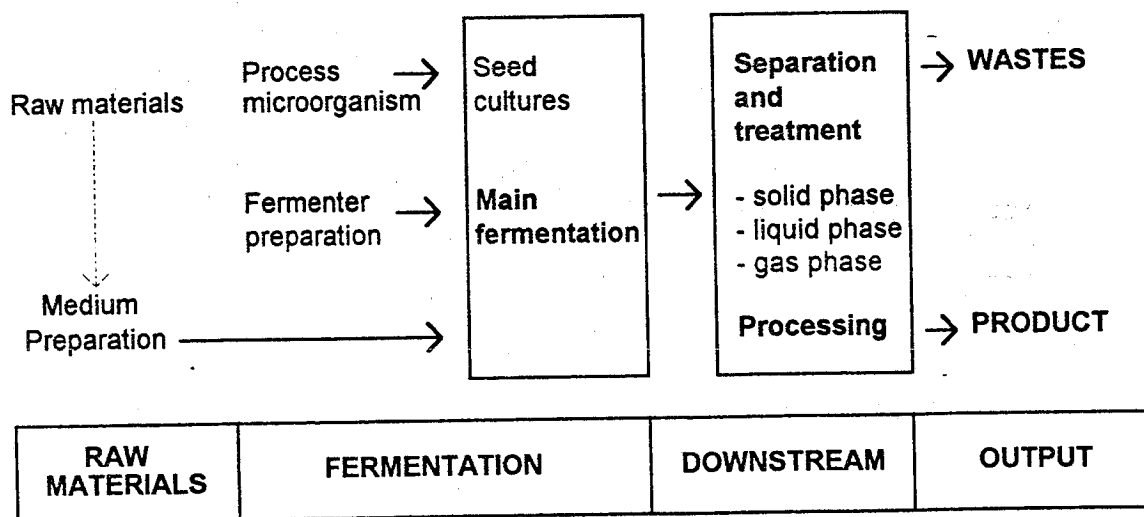 Raw materials
Medium
Preparation
Process
microorganism
Fermenter
preparation
Seed
cultures
Main
fermentation
Separation
and
treatment
- solid phase
- liquid phase
- gas phase
Processing
WASTES
PRODUCT
RAW
MATERIALS
FERMENTATION
DOWNSTREAM
OUTPUT